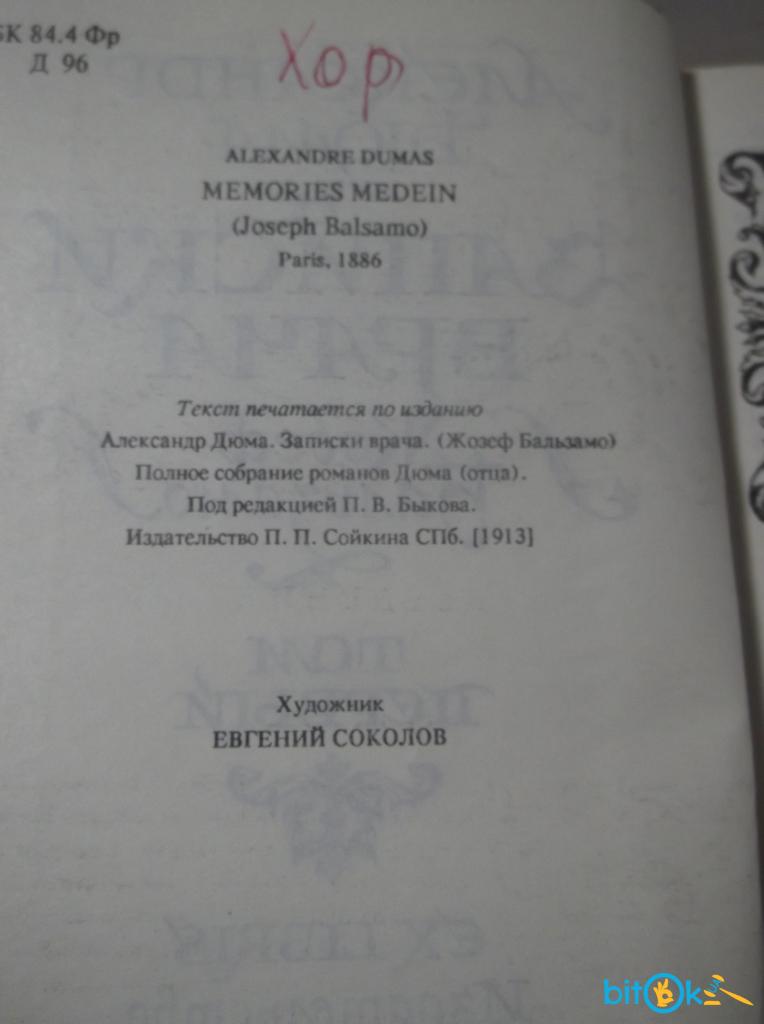 БК 84.4 Фр
Д 96
Хор
ALEXANDRE DUMAS
MEMORIES MEDEIN
(Joseph Balsamo)
Paris, 1886
Текст печатается по изданию
Александр Дюма. Записки врача. (Жозеф Бальзамо)
Полное собрание романов Дюма (отца).
Под редакцией П. В. Быкова.
Издательство П. П. Сойкина СПб. [1913]
Художник
ЕВГЕНИЙ СОКОЛОВ
bitok